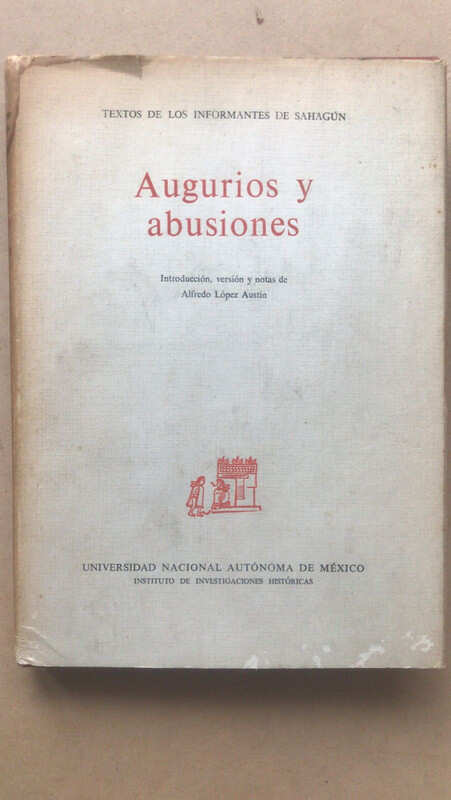 TEXTOS DE LOS INFORMANTES DE SAHAGÚN
Augurios y
abusiones
Introducción, versión y notas de
Alfredo López Austin
UNIVERSIDAD NACIONAL AUTÓNOMA DE MÉXICO
INSTITUTO DE INVESTIGACIONES HISTÓRICAS